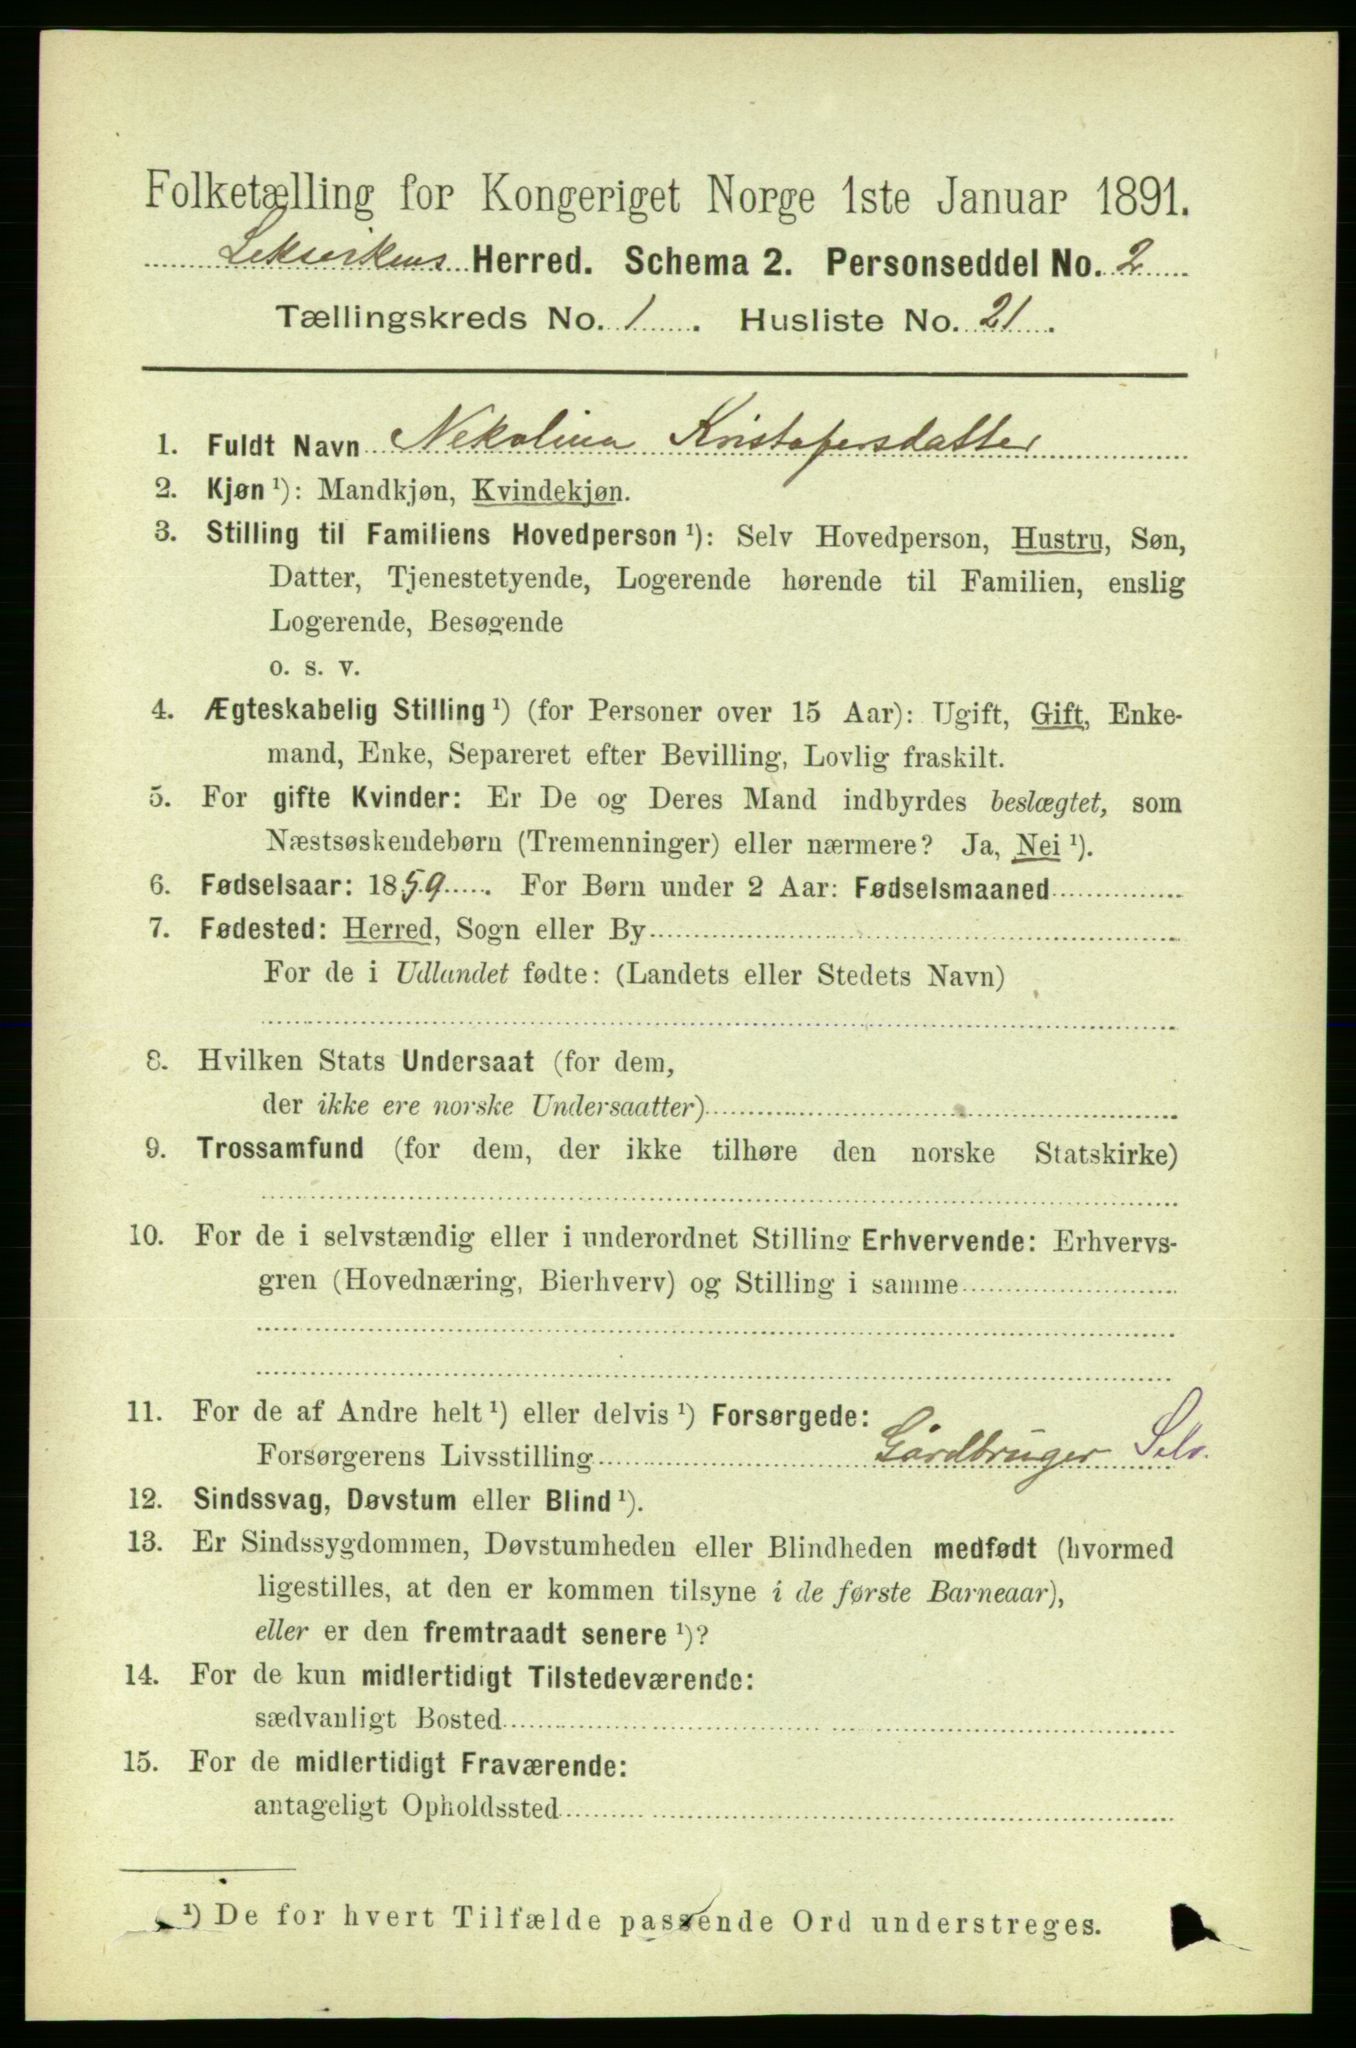 Folketælling for Kongeriget Norge 1ste Januar 1891.
Leksvikens Herred. Schema 2. Personseddel No. 2
Tællingskreds No. 1. Husliste No. 21.
1. Fuldt Navn Nekolina Kristofersdatter
2. Kjøn ¹): Mandkjøn, Kvindekjøn.
3. Stilling til Familiens Hovedperson ¹): Selv Hovedperson, Hustru, Søn,
Datter, Tjenestetyende, Logerende hørende til Familien, enslig
Logerende, Besøgende
o. s. v.
4. Ægteskabelig Stilling ¹) (for Personer over 15 Aar): Ugift, Gift, Enke-
mand, Enke, Separeret efter Bevilling, Lovlig fraskilt.
5. For gifte Kvinder: Er De og Deres Mand indbyrdes beslægtet, som
Næstsøskendebørn (Tremenninger) eller nærmere? Ja, Nei ¹).
6. Fødselsaar: 1859. For Børn under 2 Aar: Fødselsmaaned
7. Fødested: Herred, Sogn eller By
For de i Udlandet fødte: (Landets eller Stedets Navn)
8. Hvilken Stats Undersaat (for dem,
der ikke ere norske Undersaatter)
9. Trossamfund (for dem, der ikke tilhøre den norske Statskirke)
10. For de i selvstændig eller i underordnet Stilling Erhvervende: Erhvervs-
gren (Hovednæring, Bierhverv) og Stilling i samme
11. For de af Andre helt ¹) eller delvis ¹) Forsørgede:
Forsørgerens Livsstilling Gårdbruger Selv.
12. Sindssvag, Døvstum eller Blind ¹).
13. Er Sindssygdommen, Døvstumheden eller Blindheden medfødt (hvormed
ligestilles, at den er kommen tilsyne i de første Barneaar),
eller er den fremtraadt senere ¹)?
14. For de kun midlertidigt Tilstedeværende:
sædvanligt Bosted
15. For de midlertidigt Fraværende:
antageligt Opholdssted
¹) De for hvert Tilfælde passende Ord understreges.